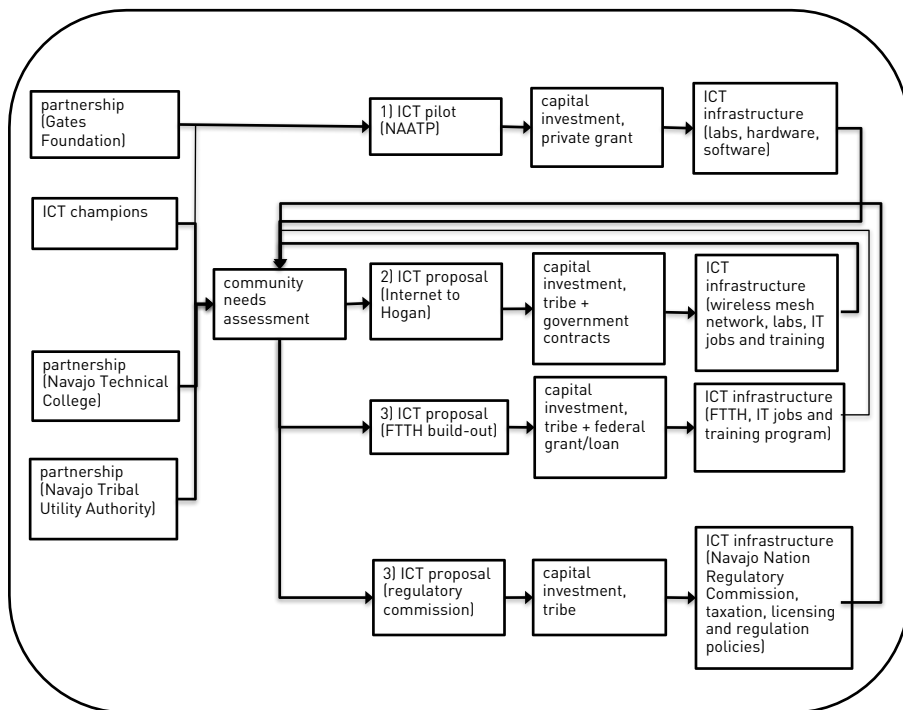 partnership
(Gates
Foundation)
1) ICT pilot
(NAATP)
capital
investment,
private grant
ICT
infrastructure
(labs, hardware,
software)
ICT champions
community
needs
assessment
2) ICT proposal
(Internet to
Hogan)
capital
investment,
tribe +
government
contracts
ICT
infrastructure
(wireless mesh
network, labs, IT
jobs and training
partnership
(Navajo Technical
College)
3) ICT proposal
(FTTH build-out)
capital
investment,
tribe + federal
grant/loan
ICT infrastructure
(FTTH, IT jobs and
training program)
partnership
(Navajo Tribal
Utility Authority)
3) ICT proposal
(regulatory
commission)
capital
investment,
tribe
ICT infrastructure
(Navajo Nation
Regulatory
Commission,
taxation, licensing
and regulation
policies)